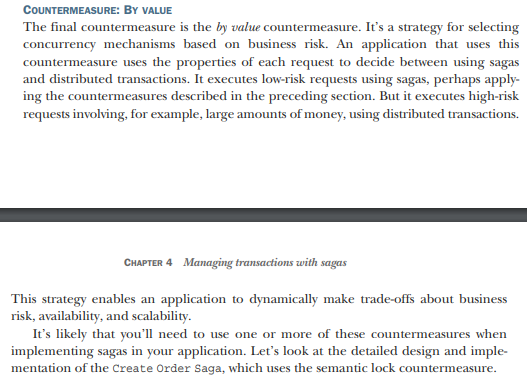 COUNTERMEASURE: BY VALUE
The final countermeasure is the by value countermeasure. It's a strategy for selecting
concurrency mechanisms based on business risk. An application that uses this
countermeasure uses the properties of each request to decide between using sagas
and distributed transactions. It executes low-risk requests using sagas, perhaps apply-
ing the countermeasures described in the preceding section. But it executes high-risk
requests involving, for example, large amounts of money, using distributed transactions.
CHAPTER 4 Managing transactions with sagas
This strategy enables an application to dynamically make trade-offs about business
risk, availability, and scalability.
It's likely that you'll need to use one or more of these countermeasures when
implementing sagas in your application. Let's look at the detailed design and imple-
mentation of the Create Order Saga, which uses the semantic lock countermeasure.